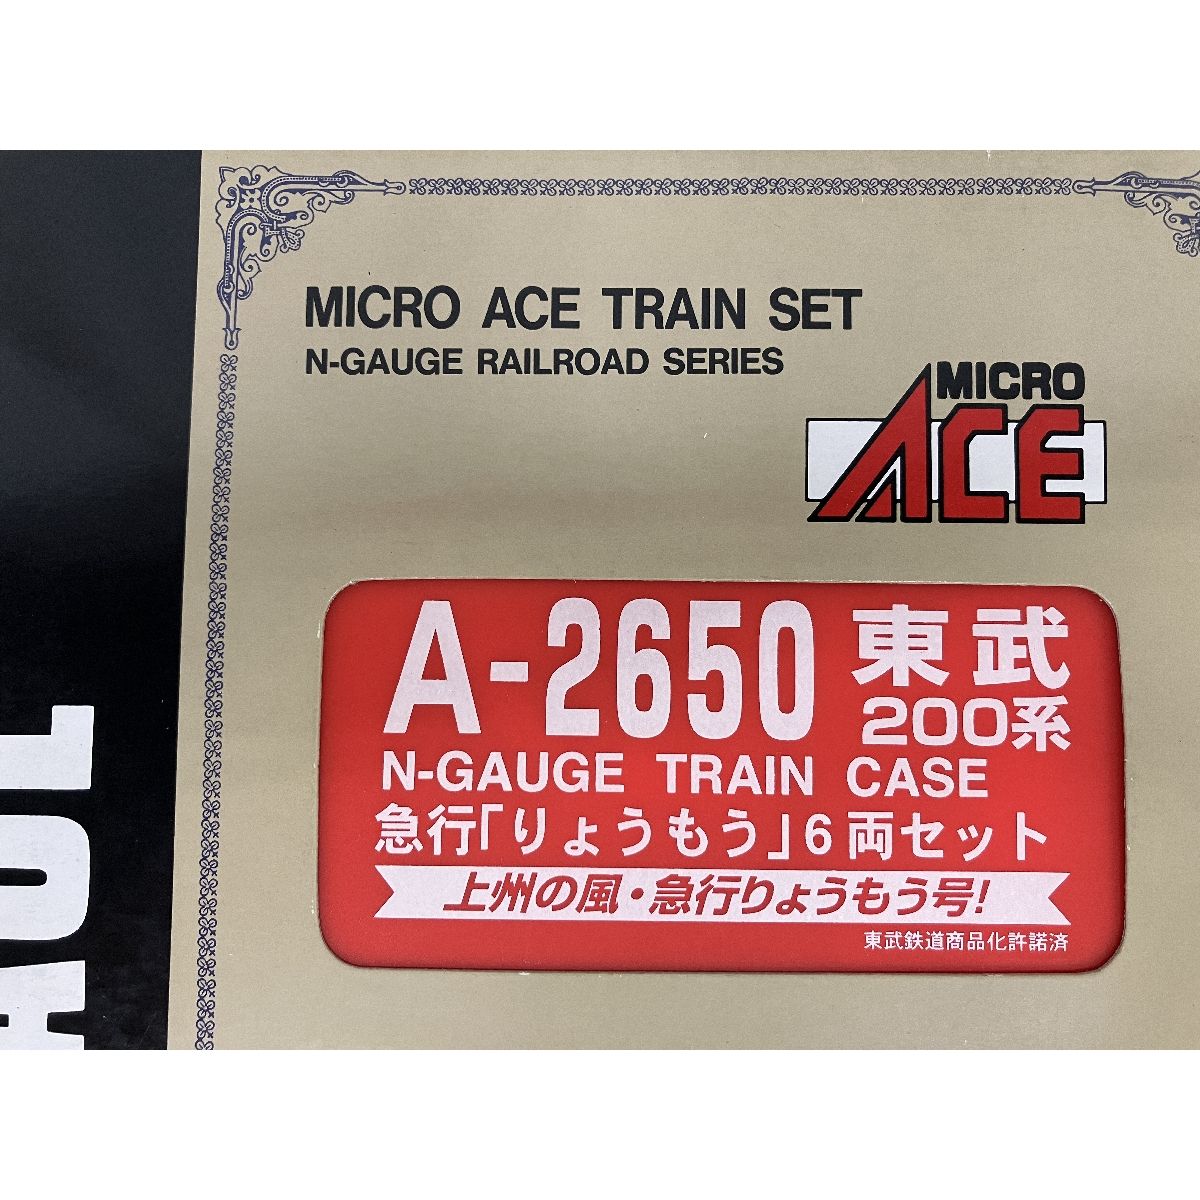 MICRO ACE TRAIN SET
N-GAUGE RAILROAD SERIES
MICRO
ACE
A-2650 東武
200系
N-GAUGE TRAIN CASE
急行「りょうもう」6両セット
上州の風・急行りょうもう号!
東武鉄道商品化許諾済